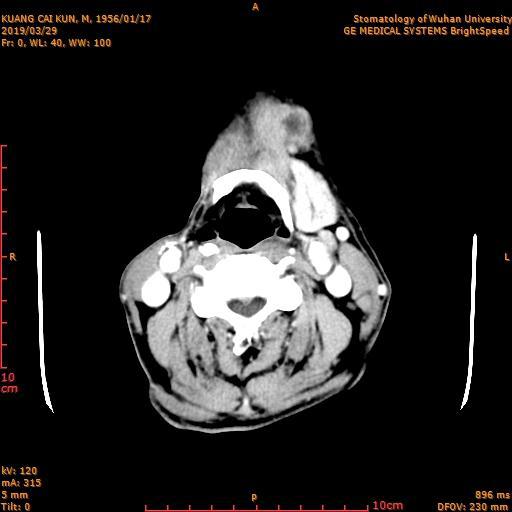 A
KUANG CAI KUN, M, 1956/01/17
2019/03/29
Fr: 0, WL: 40, WW: 100
Stomatology of Wuhan University
GE MEDICAL SYSTEMS BrightSpeed
R
L
10
cm
kV: 120
mA: 315
5 mm
Tilt: 0
P
10cm
896 ms
DFOV: 230 mm